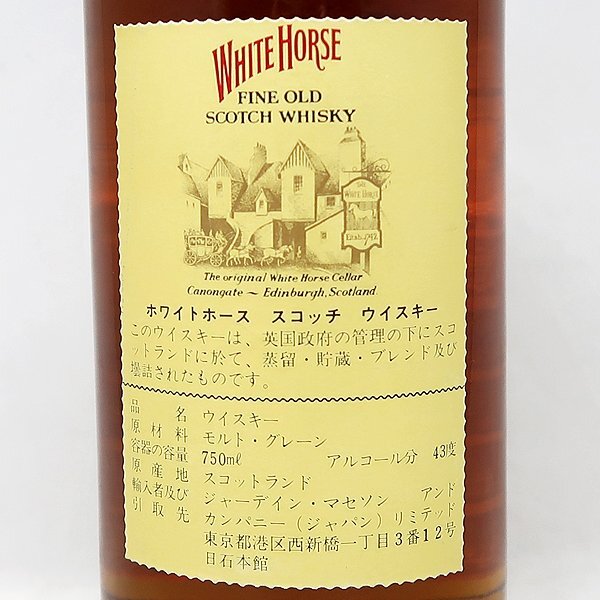 WHITE HORSE
FINE OLD
SCOTCH WHISKY
THE
WHITE HORSE
Estab. 1742
The original White Horse Cellar
Canongate ~ Edinburgh, Scotland
ホワイトホース スコッチ ウイスキー
このウイスキーは、英国政府の管理の下にスコ
ットランドに於て、蒸留・貯蔵・ブレンド及び
壜詰されたものです。
品名 ウイスキー
原材料 モルト・グレーン
容器の容量 750ml アルコール分 43度
原産地 スコットランド
輸入者及び ジャーデイン・マセソン アンド
引取先 カンパニー（ジャパン）リミテッド
東京都港区西新橋一丁目3番12号
日石本館